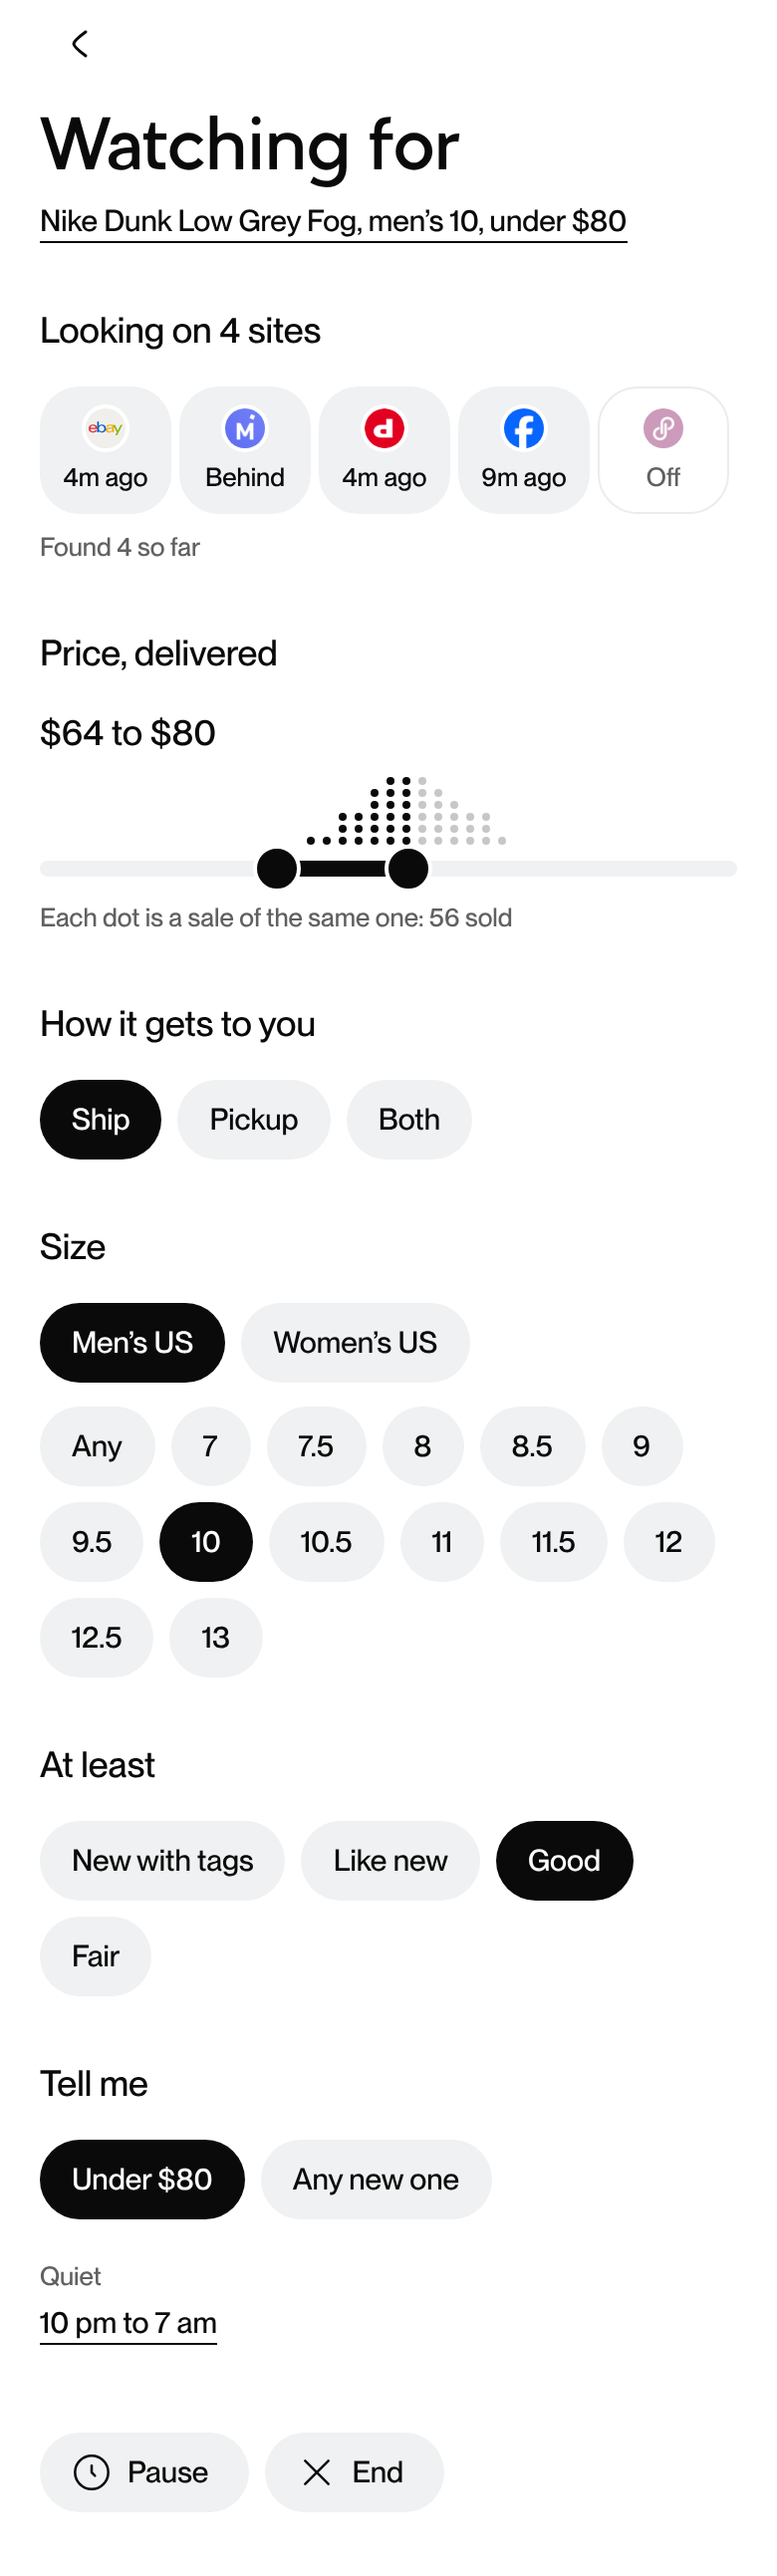 Watching for
Nike Dunk Low Grey Fog, men’s 10, under $80
Looking on 4 sites
ebay
4m ago
Behind
4m ago
9m ago
Off
Found 4 so far
Price, delivered
$64 to $80
Each dot is a sale of the same one: 56 sold
How it gets to you
Ship Pickup Both
Size
Men’s US Women’s US
Any 7 7.5 8 8.5 9
9.5 10 10.5 11 11.5 12
12.5 13
At least
New with tags Like new Good
Fair
Tell me
Under $80 Any new one
Quiet
10 pm to 7 am
Pause End